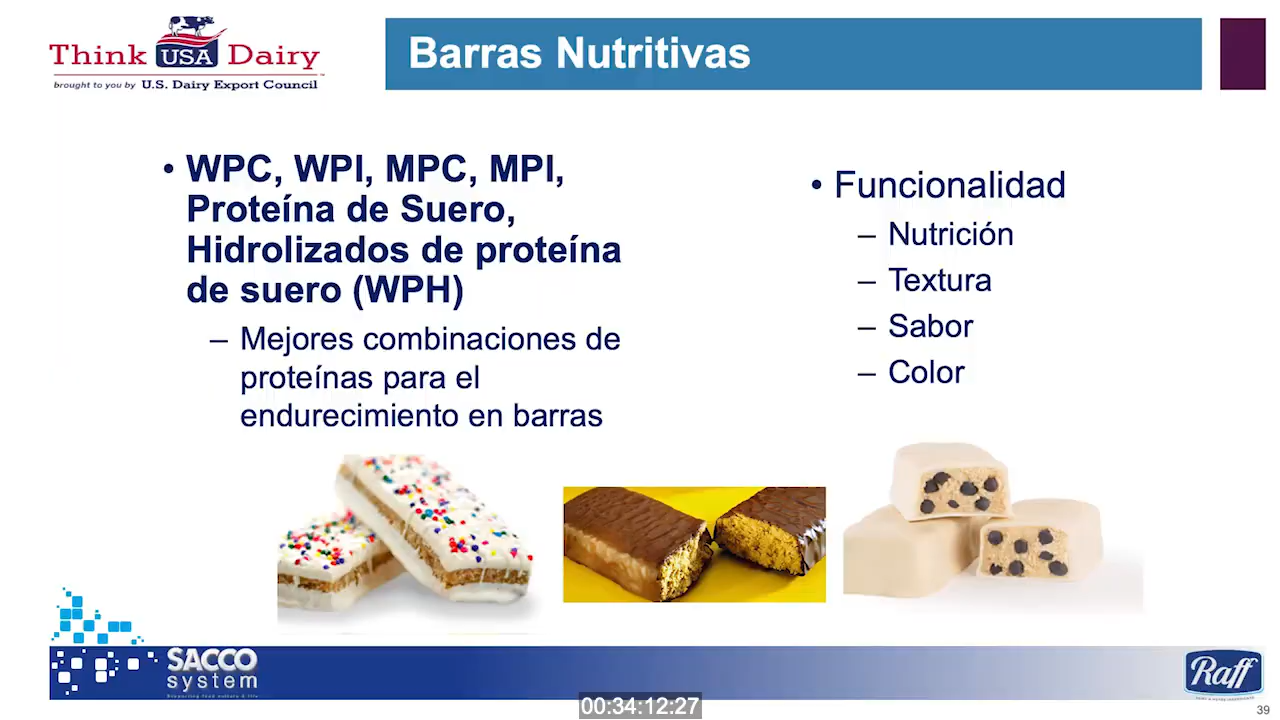 Think USA Dairy
brought to you by U.S. Dairy Export Council
Barras Nutritivas
• WPC, WPI, MPC, MPI,
Proteína de Suero,
Hidrolizados de proteína
de suero (WPH)
– Mejores combinaciones de
proteínas para el
endurecimiento en barras
• Funcionalidad
– Nutrición
– Textura
– Sabor
– Color
SACCO
system
Raff
00:34:12:27
39